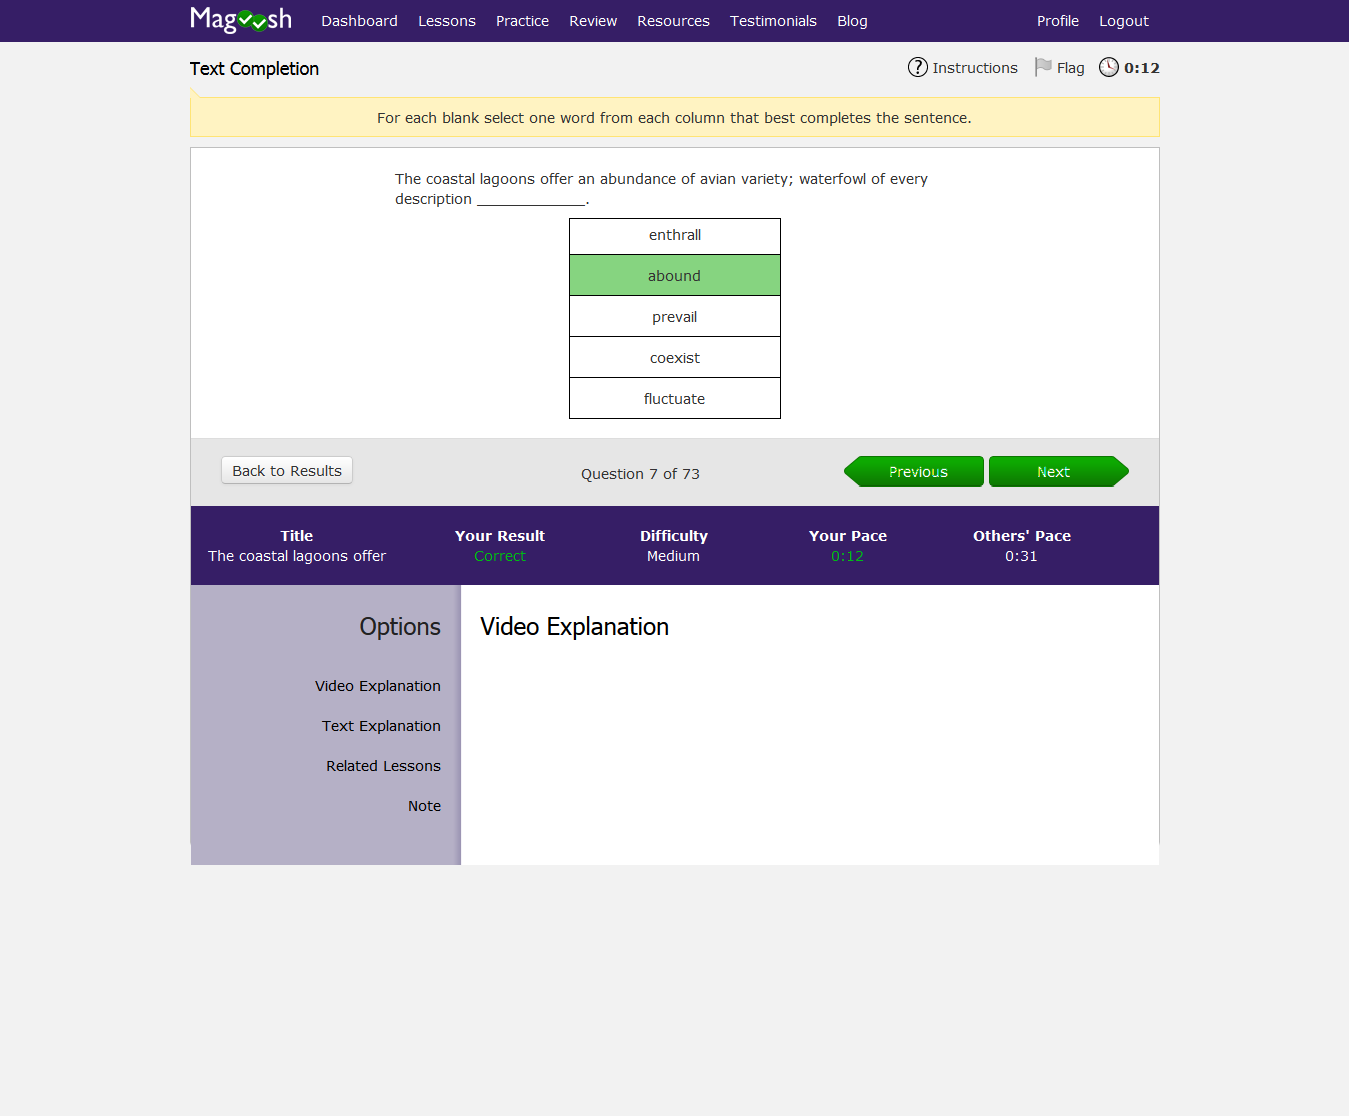 Magoosh Dashboard Lessons Practice Review Resources Testimonials Blog Profile Logout
Text Completion Instructions Flag 0:12
For each blank select one word from each column that best completes the sentence.
The coastal lagoons offer an abundance of avian variety; waterfowl of every
description ____________.
enthrall
abound
prevail
coexist
fluctuate
Back to Results Question 7 of 73 Previous Next
Title Your Result Difficulty Your Pace Others' Pace
The coastal lagoons offer Correct Medium 0:12 0:31
Options Video Explanation
Video Explanation
Text Explanation
Related Lessons
Note